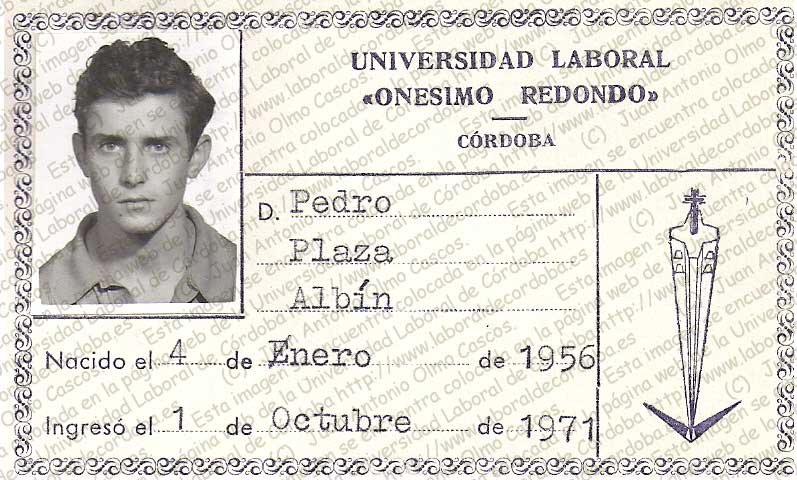 UNIVERSIDAD LABORAL
«ONESIMO REDONDO»
CÓRDOBA
D. Pedro
Plaza
Albín
Nacido el 4 de Enero de 1956
Ingresó el 1 de Octubre de 1971